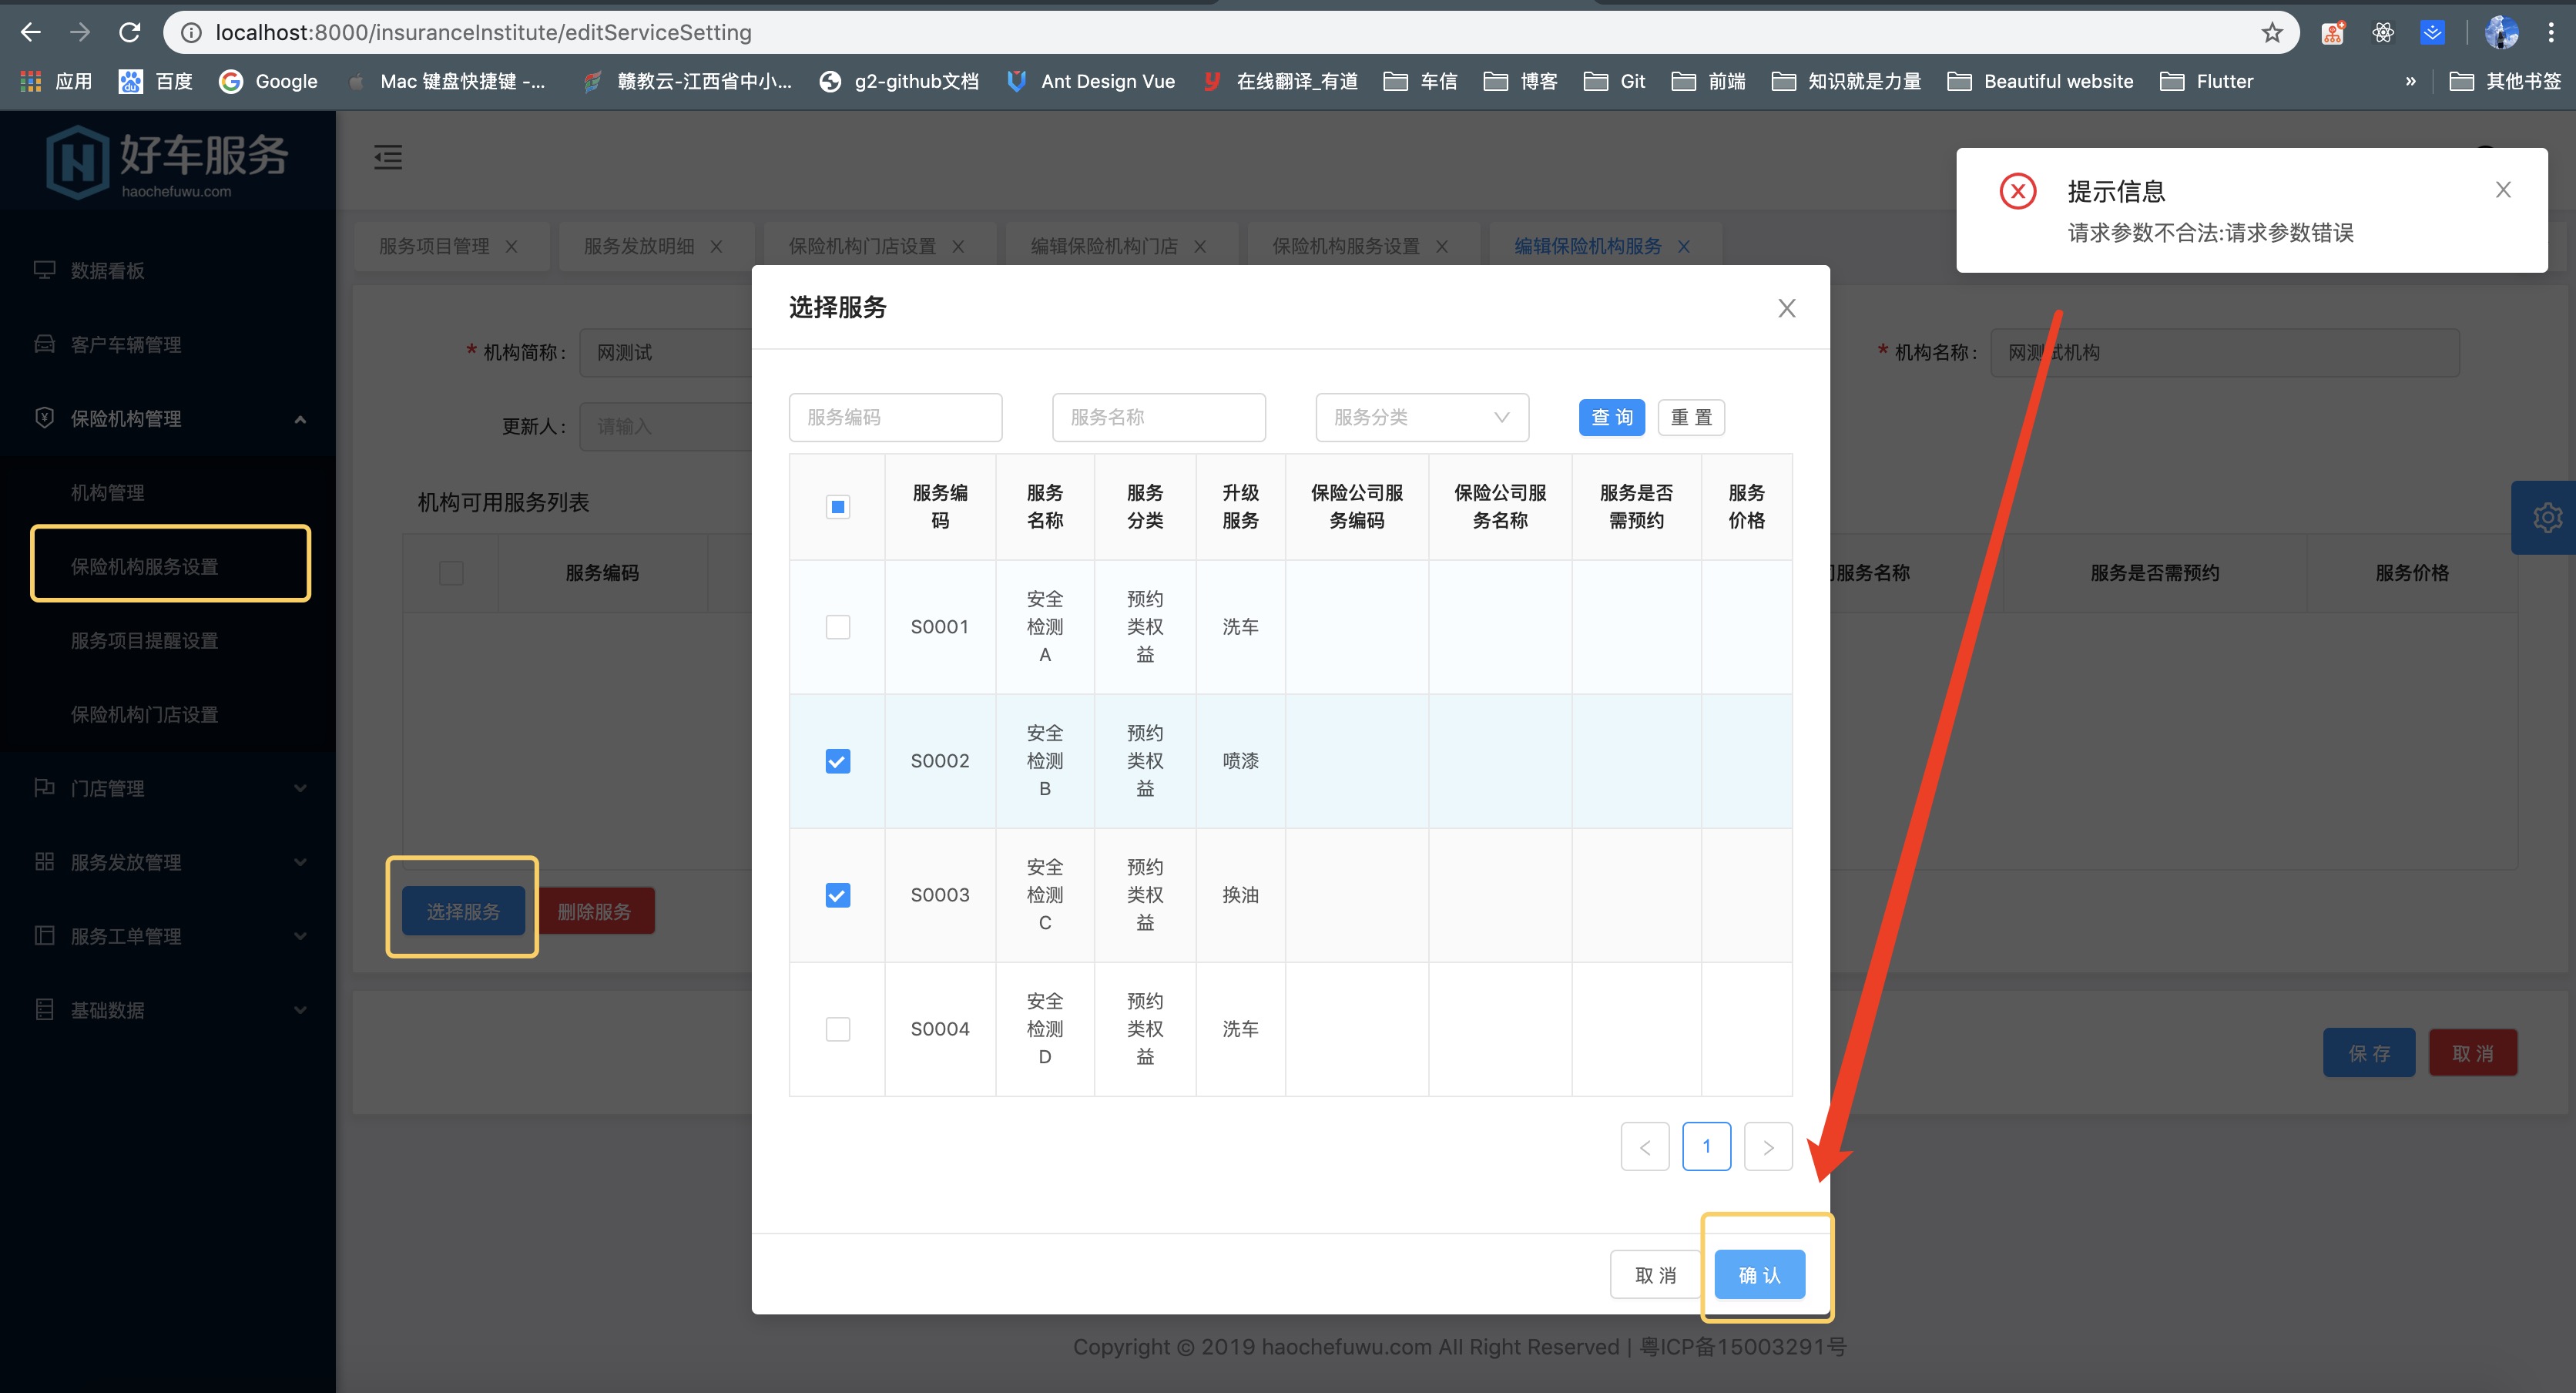 localhost:8000/insuranceInstitute/editServiceSetting
应用
百度
Google
Mac 键盘快捷键 -...
赣教云-江西省中小...
g2-github文档
Ant Design Vue
在线翻译_有道
车信
博客
Git
前端
知识就是力量
Beautiful website
Flutter
»
其他书签
好车服务
haochefuwu.com
数据看板
客户车辆管理
保险机构管理
机构管理
保险机构服务设置
服务项目提醒设置
保险机构门店设置
门店管理
服务发放管理
服务工单管理
基础数据
提示信息
请求参数不合法:请求参数错误
服务项目管理
服务发放明细
保险机构门店设置
编辑保险机构门店
保险机构服务设置
编辑保险机构服务
* 机构简称:
网测试
* 机构名称:
网测试机构
更新人:
请输入
机构可用服务列表
服务编码
服务名称
服务是否需预约
服务价格
选择服务
删除服务
保 存
取 消
选择服务
服务编码
服务名称
服务分类
查 询
重 置
服务编
码
服务
名称
服务
分类
升级
服务
保险公司服
务编码
保险公司服
务名称
服务是否
需预约
服务
价格
S0001
安全
检测
A
预约
类权
益
洗车
S0002
安全
检测
B
预约
类权
益
喷漆
S0003
安全
检测
C
预约
类权
益
换油
S0004
安全
检测
D
预约
类权
益
洗车
<
1
>
取 消
确 认
Copyright © 2019 haochefuwu.com All Right Reserved | 粤ICP备15003291号